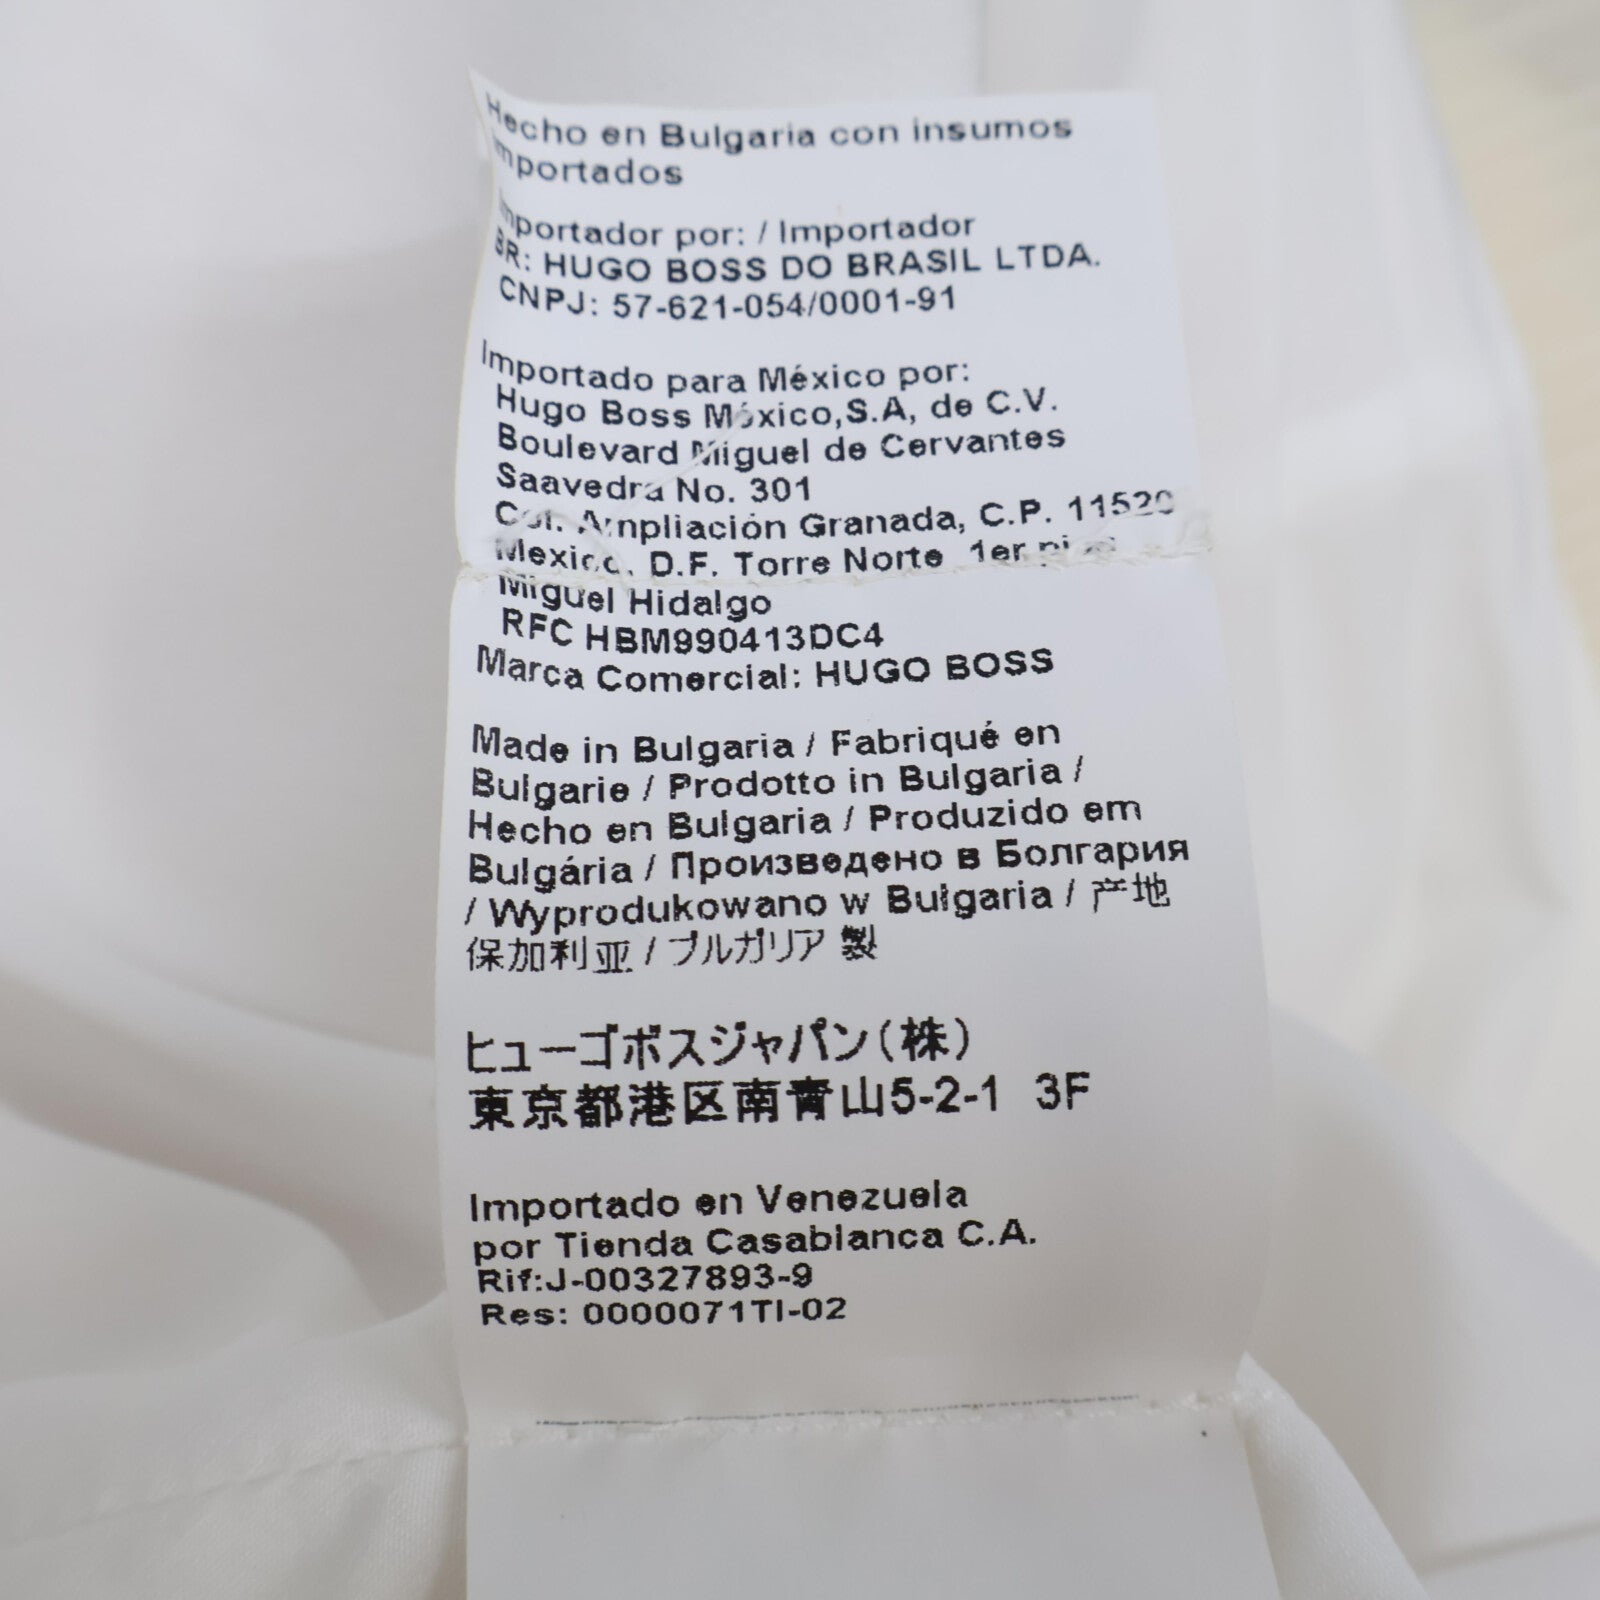 Hecho en Bulgaria con insumos
importados
Importador por: / Importador
BR: HUGO BOSS DO BRASIL LTDA.
CNPJ: 57-621-054/0001-91
Importado para México por:
Hugo Boss México,S.A, de C.V.
Boulevard Miguel de Cervantes
Saavedra No. 301
Col. Ampliación Granada, C.P. 11520
Mexico, D.F. Torre Norte 1er
Miguel Hidalgo
RFC HBM990413DC4
Marca Comercial: HUGO BOSS
Made in Bulgaria / Fabriqué en
Bulgarie / Prodotto in Bulgaria /
Hecho en Bulgaria / Produzido em
Bulgária / Произведено в Болгария
/ Wyprodukowano w Bułgaria / 产地
保加利亚 / ブルガリア 製
ヒューゴボスジャパン(株)
東京都港区南青山5-2-1 3F
Importado en Venezuela
por Tienda Casablanca C.A.
Rif:J-00327893-9
Res: 0000071TI-02